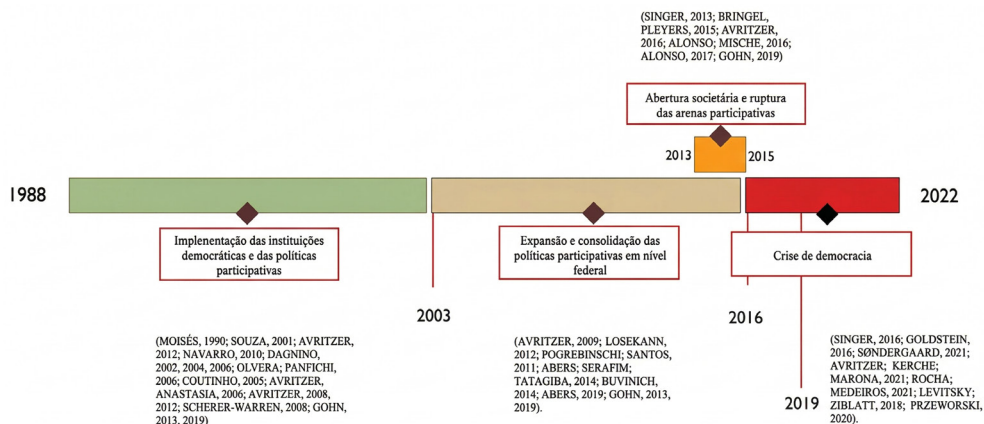 (SINGER, 2013; BRINGEL,
PLEYERS, 2015; AVRITZER,
2016; ALONSO; MISCHE, 2016;
ALONSO, 2017; GOHN, 2019)
Abertura societária e ruptura
das arenas participativas
2013
2015
1988
2022
Implenentação das instituições
demoeráticas e das políticas
participativas
Expansão e consolidação das
políticas participativas em nível
federal
Crise de democracia
2003
2016
(MOISÉS, 1990; SOUZA, 2001; AVRITZER,
2012; NAVARRO, 2010; DAGNINO,
2002, 2004, 2006; OLVERA; PANFICHI,
2006; COUTINHO, 2005; AVRITZER,
ANASTASIA, 2006; AVRITZER, 2008,
2012; SCHERER-WARREN, 2008; GOHN,
2013, 2019)
(AVRITZER, 2009; LOSEKANN,
2012; POGREBINSCHI; SANTOS,
2011; ABERS; SERAFIM;
TATAGIBA, 2014; BUVINICH,
2014; ABERS, 2019; GOHN, 2013,
2019).
(SINGER, 2016; GOLDSTEIN,
2016; SØNDERGAARD, 2021;
AVRITZER; KERCHE;
MARONA, 2021; ROCHA;
MEDEIROS, 2021; LEVITSKY;
ZIBLATT, 2018; PRZEWORSKI,
2020).
2019